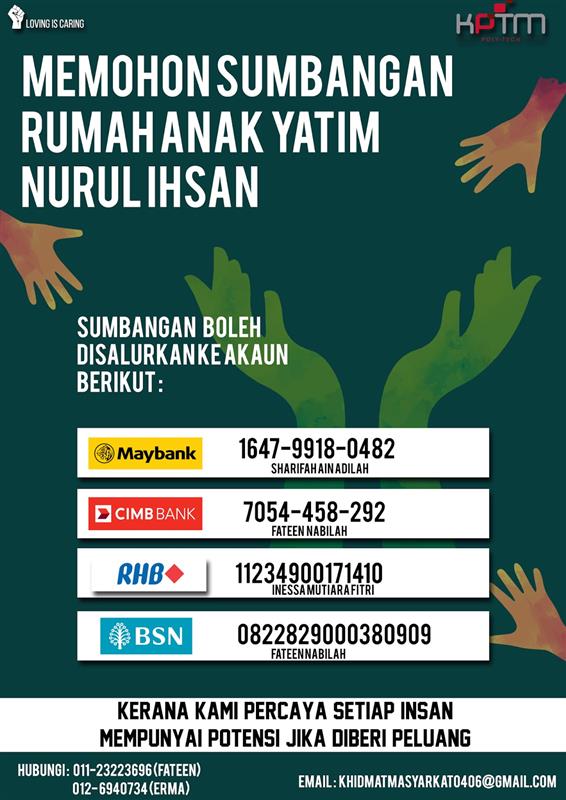 LOVING IS CARING
KPTM
POLY-TECH
MEMOHON SUMBANGAN
RUMAH ANAK YATIM
NURUL IHSAN
SUMBANGAN BOLEH
DISALURKAN KE AKAUN
BERIKUT :
Maybank
1647-9918-0482
SHARIFAH AIN ADILAH
CIMB BANK
7054-458-292
FATEEN NABILAH
RHB
11234900171410
INESSA MUTIARA FITRI
BSN
0822829000380909
FATEEN NABILAH
KERANA KAMI PERCAYA SETIAP INSAN
MEMPUNYAI POTENSI JIKA DIBERI PELUANG
HUBUNGI : 011-23223696 (FATEEN)
012-6940734 (ERMA)
EMAIL : KHIDMATMASYARKAT0406@GMAIL.COM